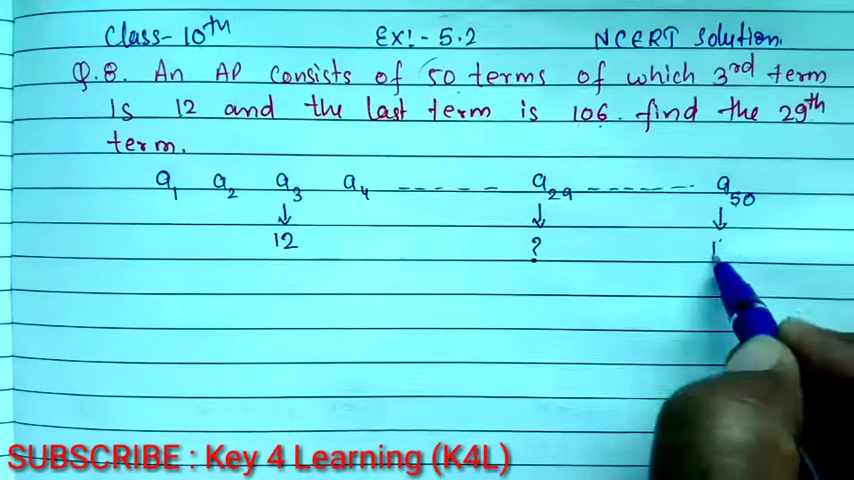 Class-10th Ex:-5.2 NCERT Solution.
Q.8. An AP consists of 50 terms of which 3rd term
is 12 and the last term is 106. find the 29th
term.
a1 a2 a3 a4 ------ a29 ------ a50
↓ ↓ ↓
12 ? 1
SUBSCRIBE : Key 4 Learning (K4L)